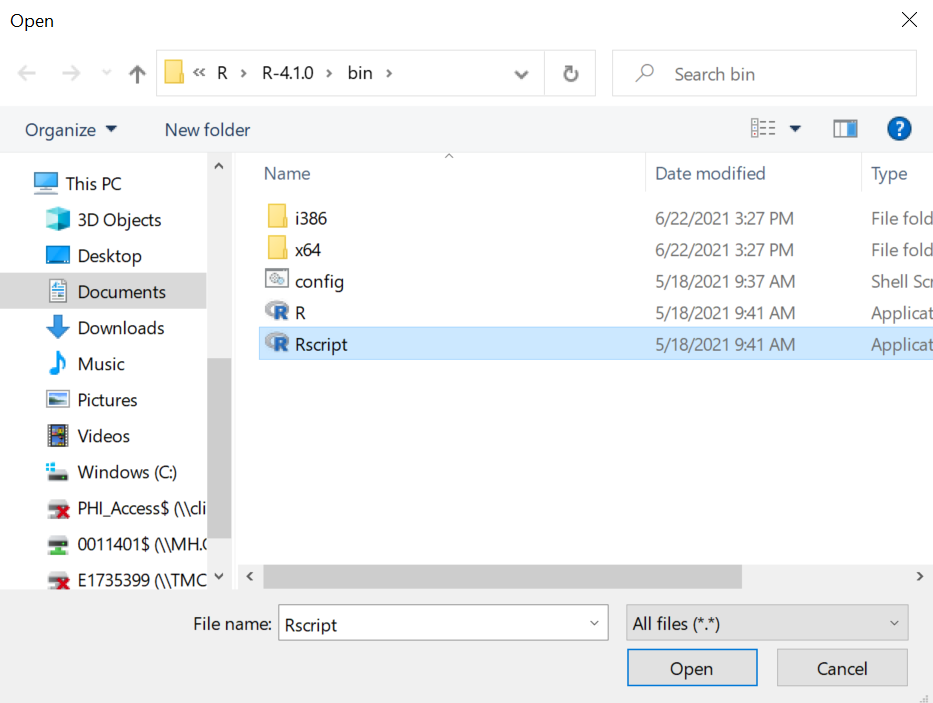 Open
« R › R-4.1.0 › bin ›
Search bin
Organize
New folder
?
Name
Date modified
Type
This PC
3D Objects
Desktop
Documents
Downloads
Music
Pictures
Videos
Windows (C:)
PHI_Access$ (\\cli
0011401$ (\\MH.
E1735399 (\\TMC
i386 6/22/2021 3:27 PM File fold
x64 6/22/2021 3:27 PM File fold
config 5/18/2021 9:37 AM Shell Scr
R 5/18/2021 9:41 AM Applicat
Rscript 5/18/2021 9:41 AM Applicat
File name: Rscript
All files (*.*)
Open
Cancel